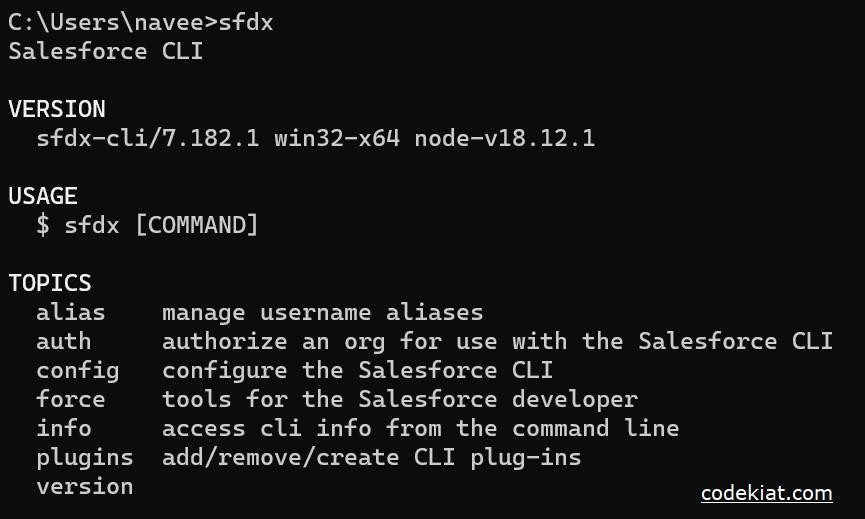 C:\Users\navee>sfdx
Salesforce CLI
VERSION
sfdx-cli/7.182.1 win32-x64 node-v18.12.1
USAGE
$ sfdx [COMMAND]
TOPICS
alias    manage username aliases
auth     authorize an org for use with the Salesforce CLI
config   configure the Salesforce CLI
force    tools for the Salesforce developer
info     access cli info from the command line
plugins  add/remove/create CLI plug-ins
version
codekiat.com